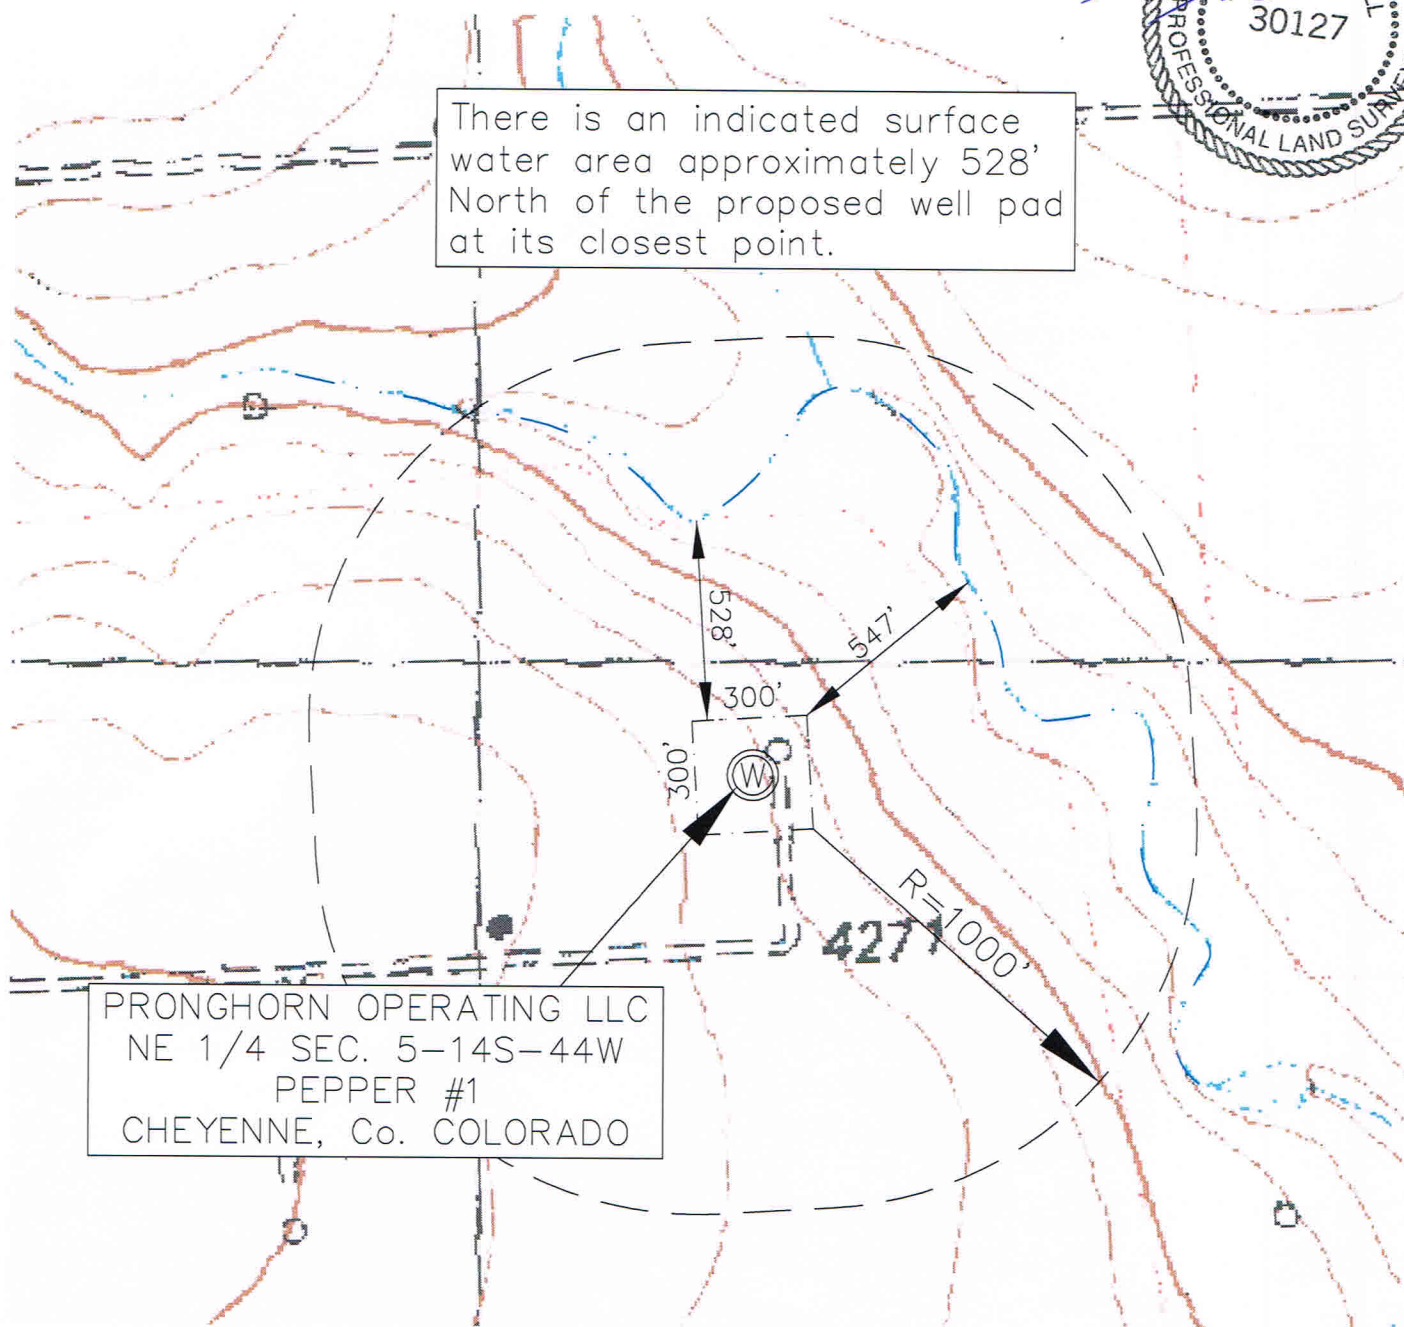 30127
PROFESSIONAL LAND
There is an indicated surface
water area approximately 528'
North of the proposed well pad
at its closest point.
528'
547'
300'
300'
W
R=1000'
4271
PRONGHORN OPERATING LLC
NE 1/4 SEC. 5-14S-44W
PEPPER #1
CHEYENNE, Co. COLORADO